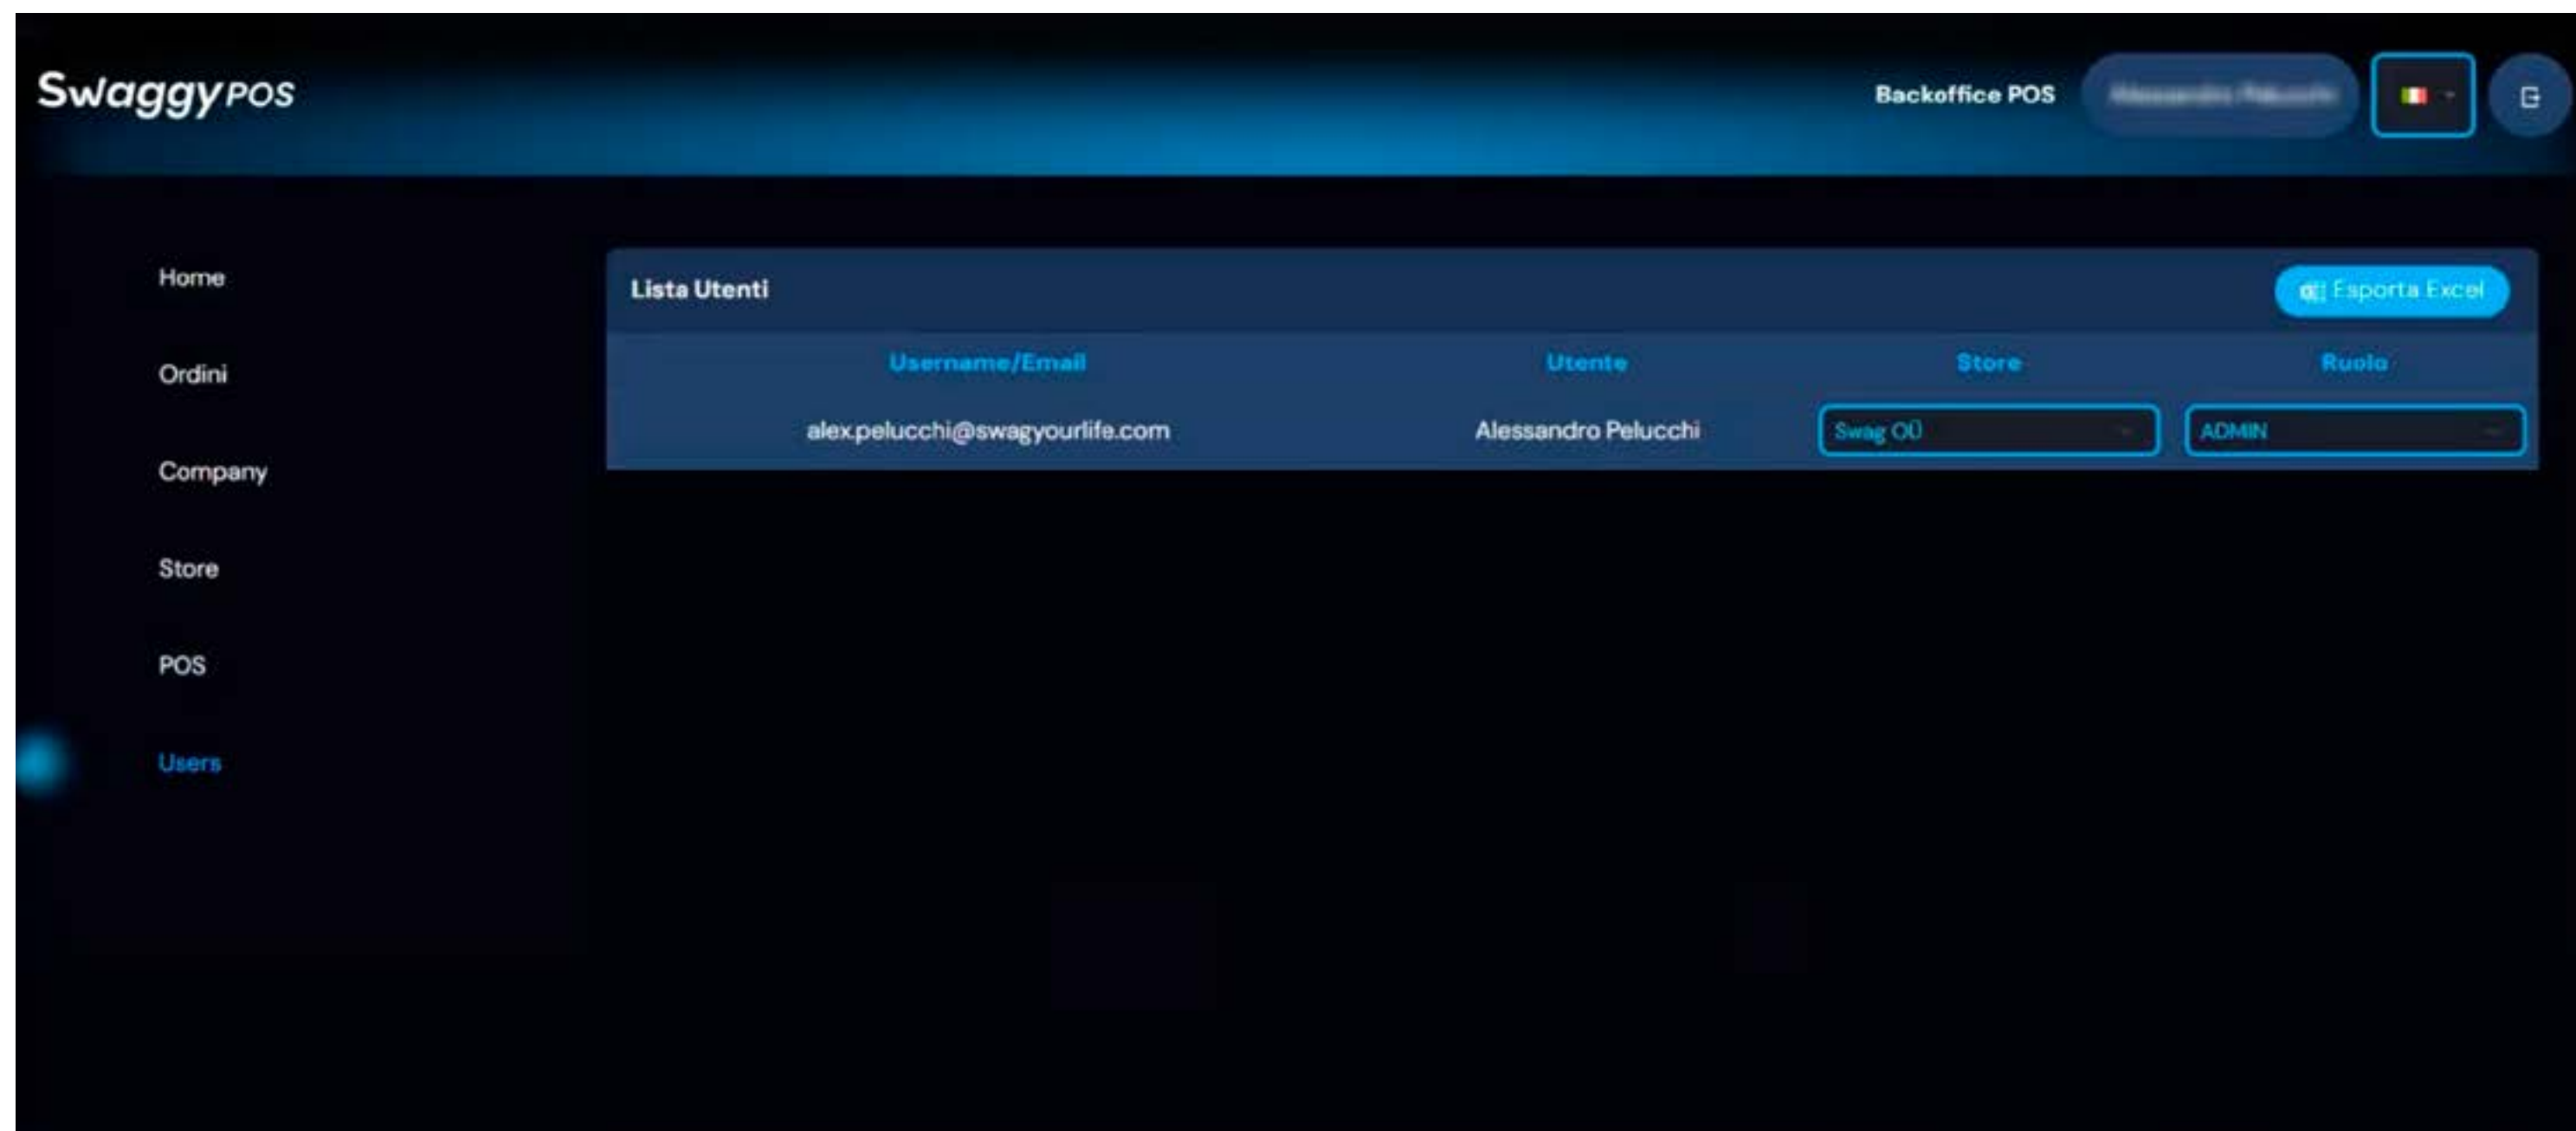 SwaggyPOS
Backoffice POS
Home
Ordini
Company
Store
POS
Users
Lista Utenti
Esporta Excel
Username/Email Utente Store Ruolo
alex.pelucchi@swagyourlife.com Alessandro Pelucchi Swag OÜ ADMIN